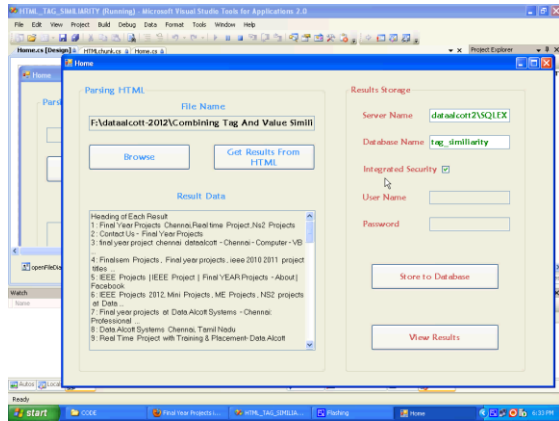 HTML_TAG_SIMILIARITY (Running) - Microsoft Visual Studio Tools for Applications 2.0
File Edit View Project Build Debug Data Format Tools Window Help
Home.cs [Design] HTMLchunk.cs Home.cs
Project Explorer
Home
Home
Parsing HTML
File Name
F:\dataalcott-2012\Combining Tag And Value Simili
Browse
Get Results From HTML
Result Data
Heading of Each Result
1 : Final Year Projects Chennai,Real time Project,Ns2 Projects
2 : Contact Us - Final Year Projects
3 : final year project chennai dataalcott - Chennai - Computer - VB
...
4 : Finalsem Projects , Final year projects , ieee 2010 2011 project
titles ...
5 : IEEE Projects | IEEE Project | Final YEAR Projects - About |
Facebook
6 : IEEE Projects 2012, Mini Projects , ME Projects , NS2 projects
at Data ...
7 : Final year projects at Data Alcott Systems - Chennai:
Professional ...
8 : Data Alcott Systems Chennai, Tamil Nadu
9 : Real Time Project with Training & Placement- Data Alcott
Results Storage
Server Name
dataalcott2\SQLEX
Database Name
tag_similiarity
Integrated Security
User Name
Password
Store to Database
View Results
Watch
Name
Autos
Ready
start
CODE
Final Year Projects i...
HTML_TAG_SIMILIA...
Flashing
Home
6:33 PM